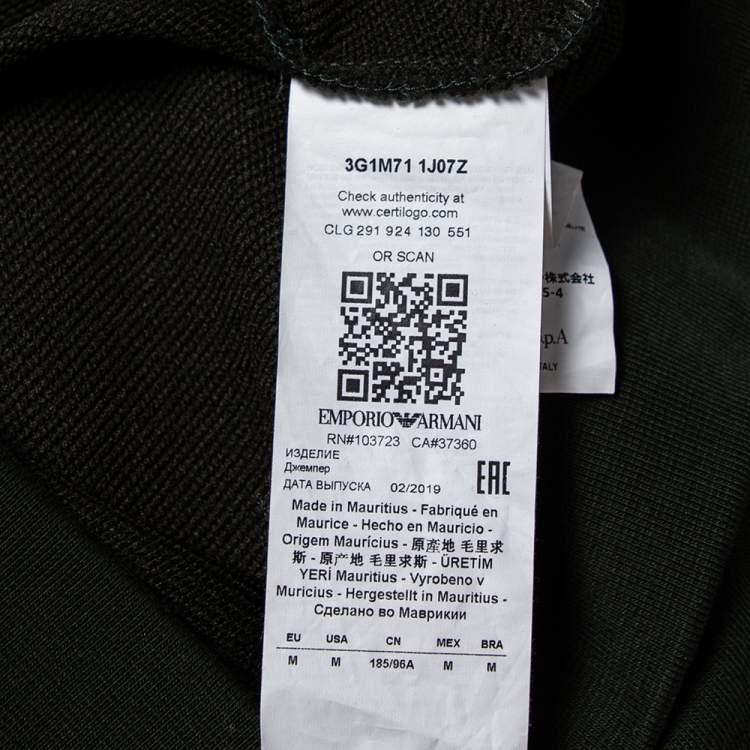 3G1M71 1J07Z
Check authenticity at
www.certilogo.com
CLG 291 924 130 551
OR SCAN
EMPORIO ARMANI
RN#103723 CA#37360
ИЗДЕЛИЕ
Джемпер
ДАТА ВЫПУСКА 02/2019
EAC
Made in Mauritius - Fabriqué en
Maurice - Hecho en Mauricio -
Origem Maurícius - 原產地 毛里求
斯 - 原产地 毛里求斯 - ÜRETİM
YERİ Mauritius - Vyrobeno v
Muricius - Hergestellt in Mauritius -
Сделано во Маврикии
EU USA CN MEX BRA
M M 185/96A M M
株式会社
5-4
.p.A
ITALY